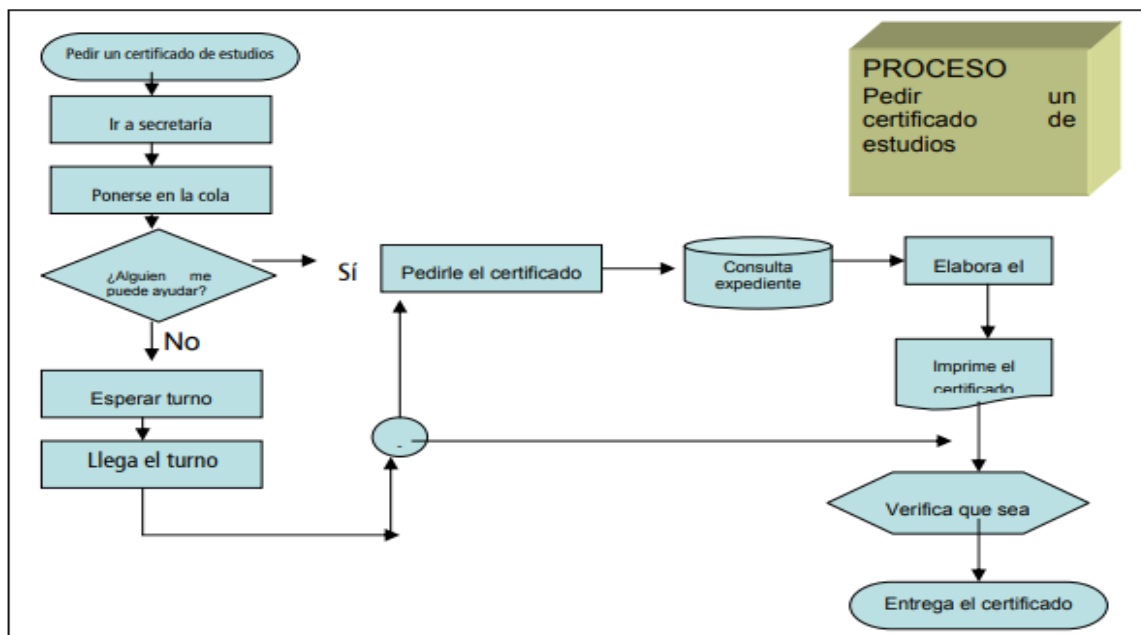 Pedir un certificado de estudios
Ir a secretaría
Ponerse en la cola
¿Alguien me
puede ayudar?
Sí
No
Esperar turno
Llega el turno
Pedirle el certificado
-
Consulta
expediente
Elabora el
Imprime el
certificado
Verifica que sea
Entrega el certificado
PROCESO
Pedir un
certificado de
estudios